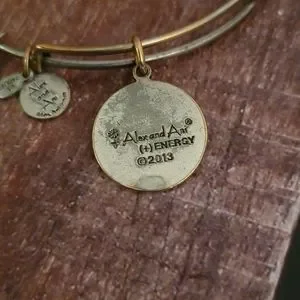 Alex and Ani®
(+) ENERGY
©2013